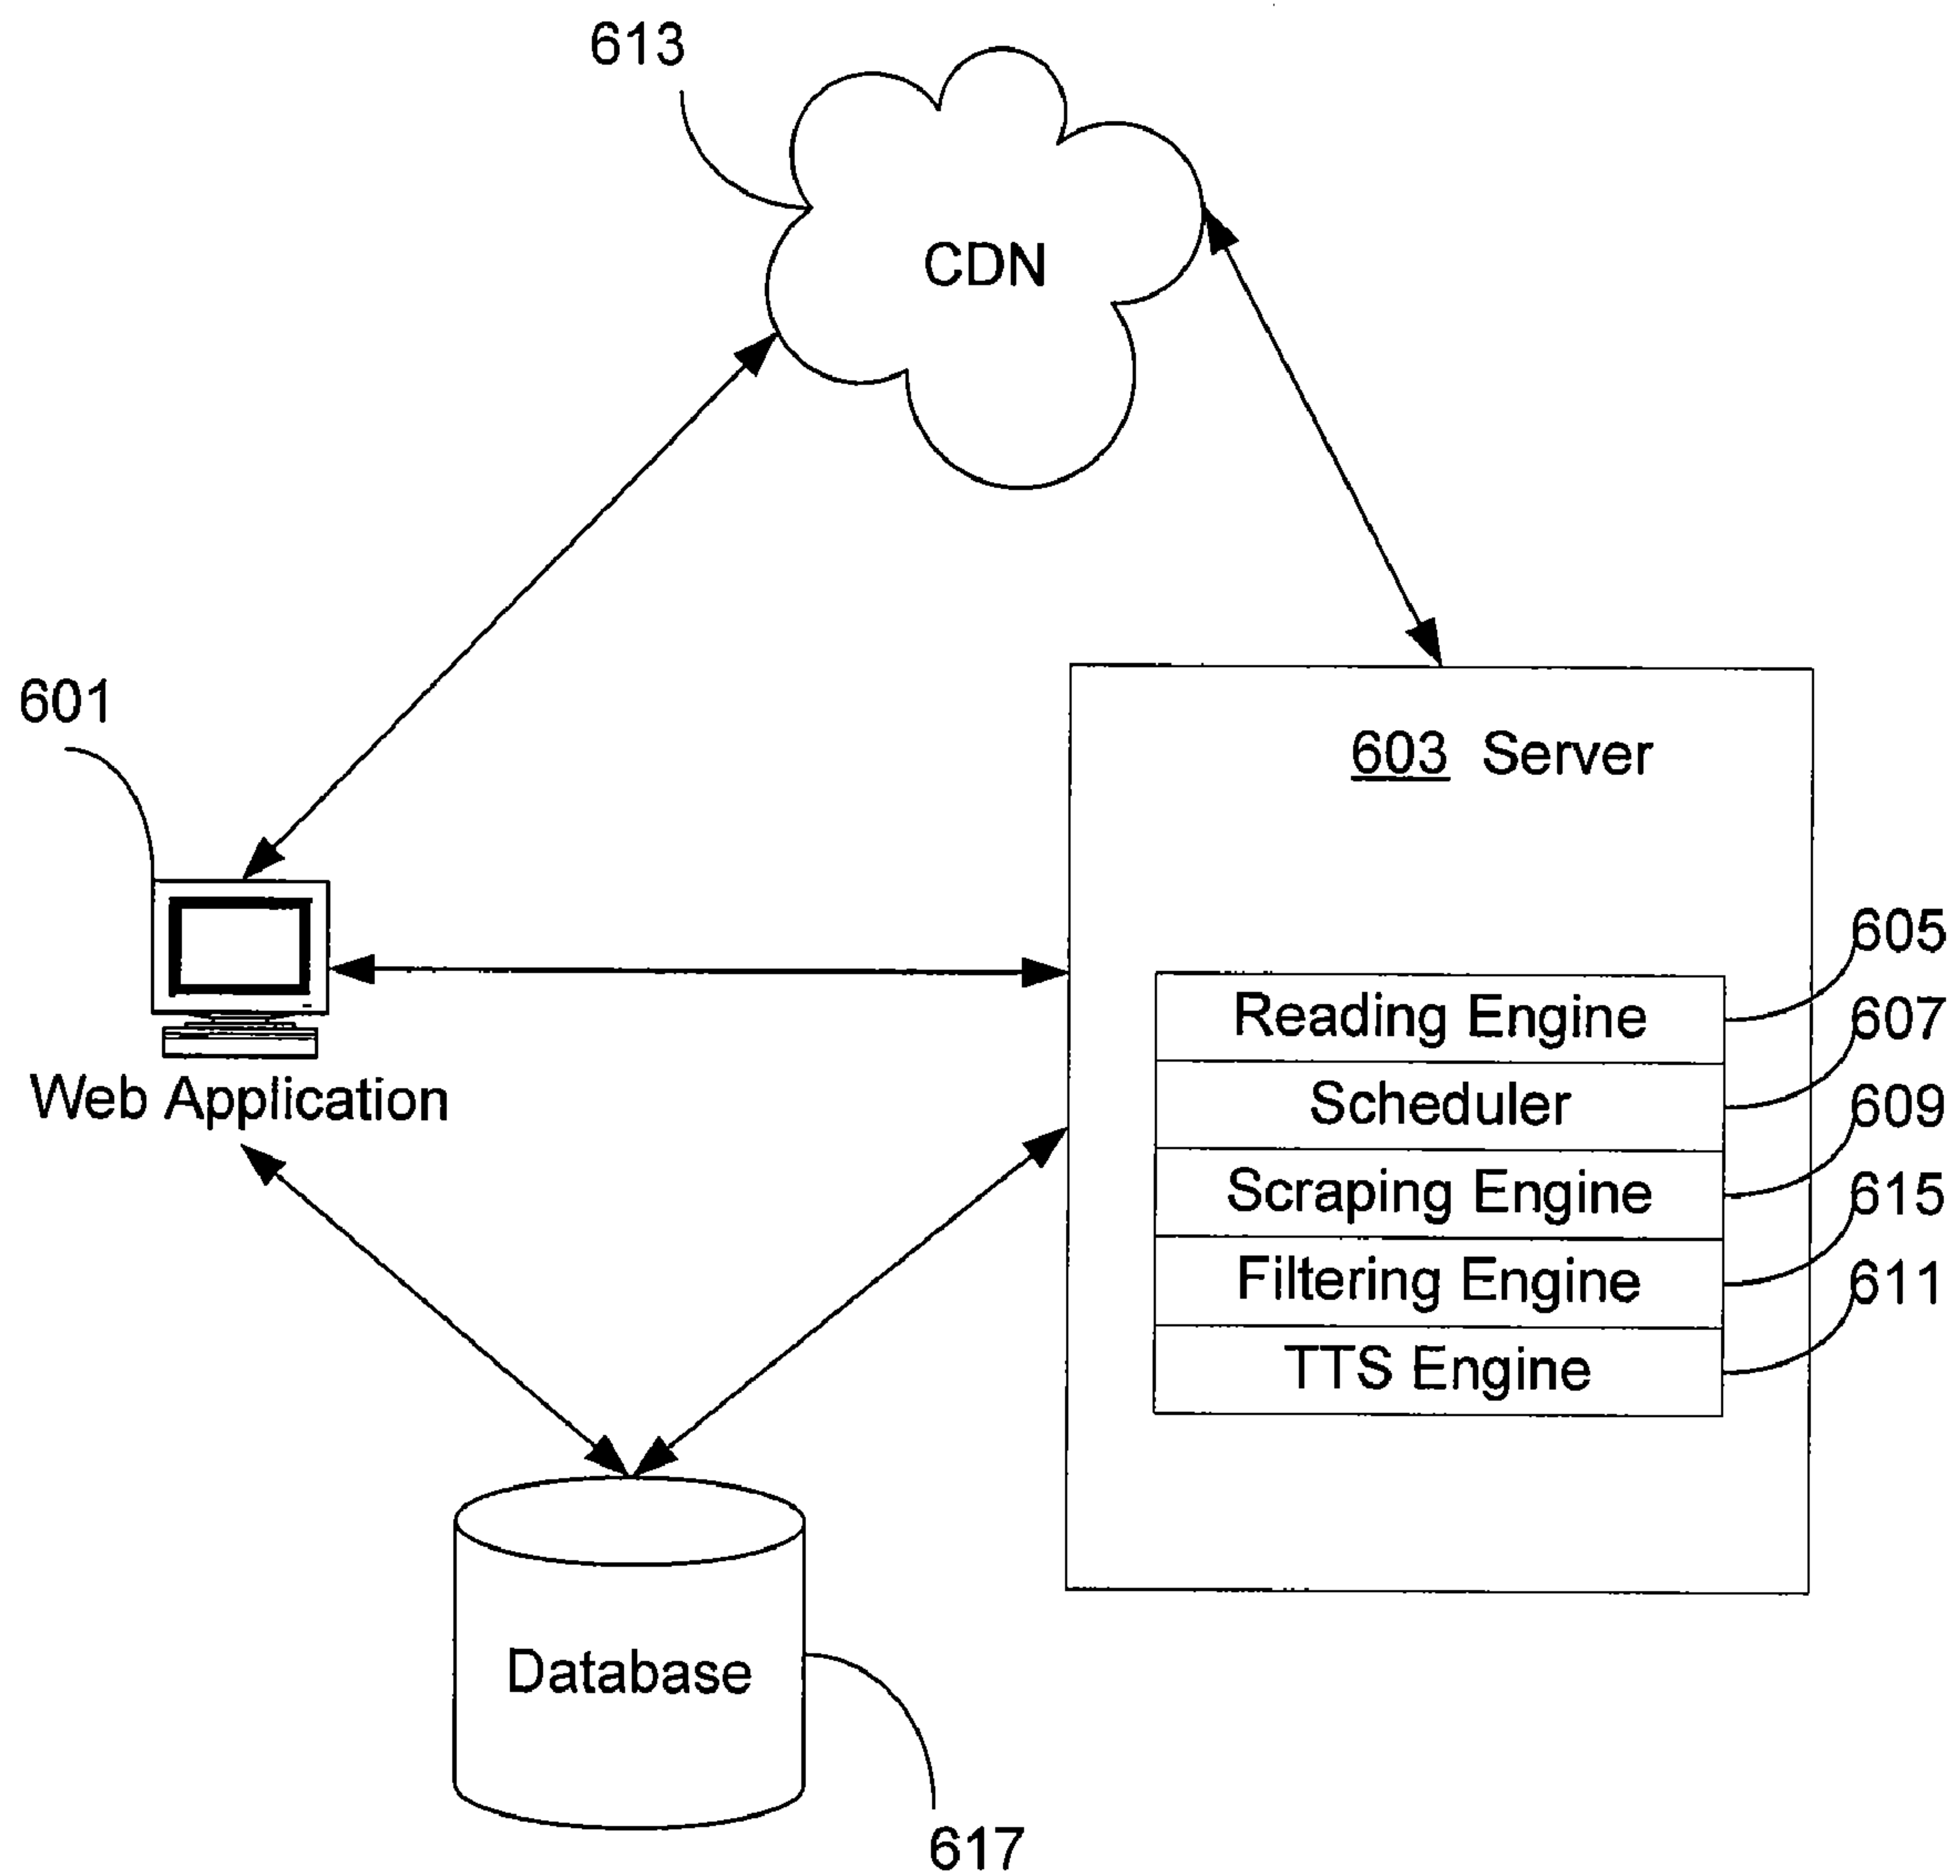 613
CDN
601
603 Server
605
Reading Engine
607
Scheduler
609
Scraping Engine
615
Filtering Engine
611
TTS Engine
Web Application
Database
617